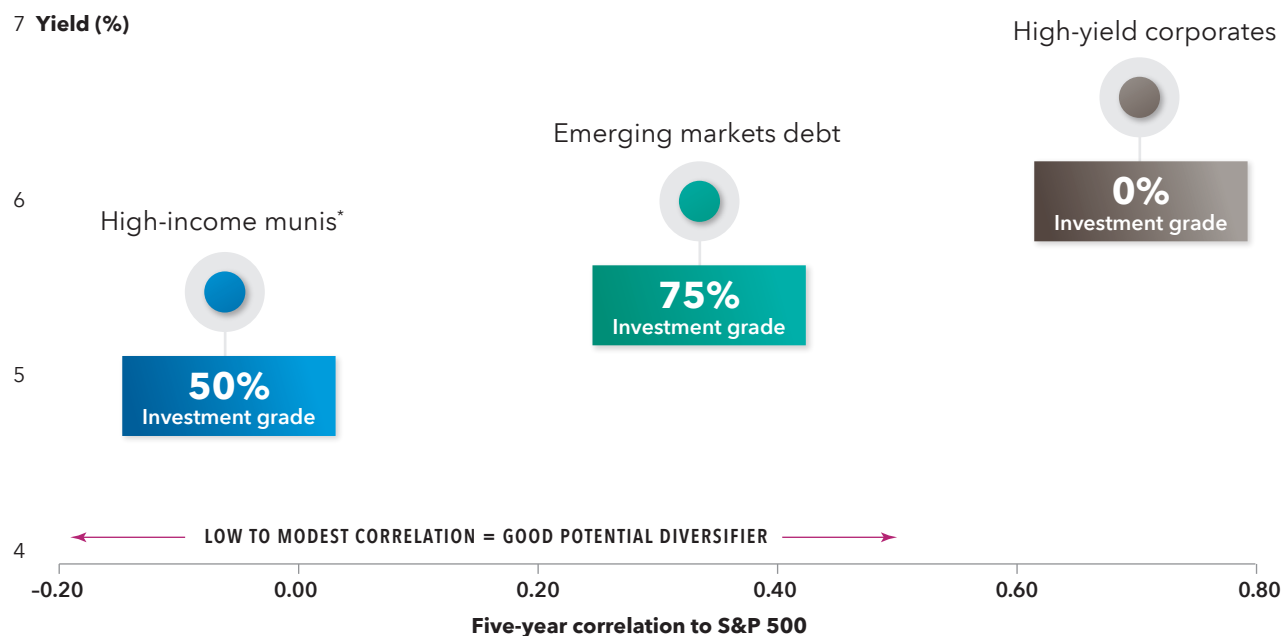 7 Yield (%)
High-yield corporates
Emerging markets debt
0%
Investment grade
6
High-income munis*
75%
Investment grade
5
50%
Investment grade
LOW TO MODEST CORRELATION = GOOD POTENTIAL DIVERSIFIER
4
–0.20 0.00 0.20 0.40 0.60 0.80
Five-year correlation to S&P 500